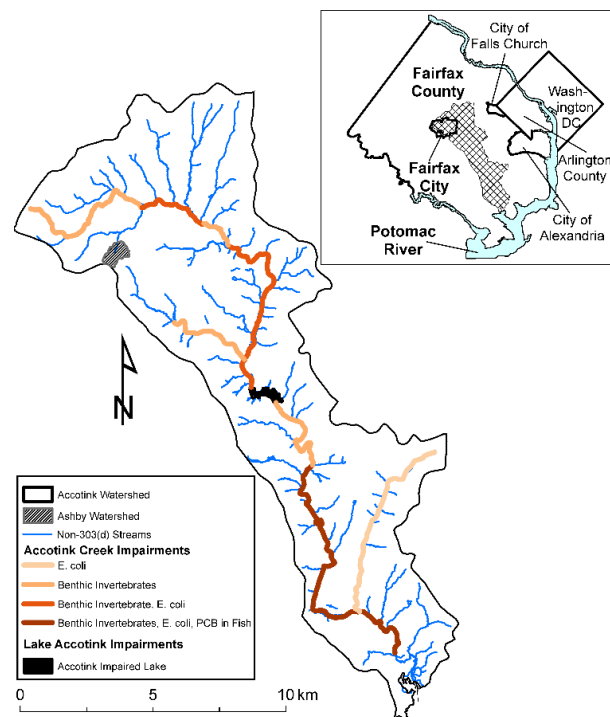 City of
Falls Church
Fairfax
County
Wash-
ington
DC
Fairfax
City
Arlington
County
City of
Alexandria
Potomac
River
N
Accotink Watershed
Ashby Watershed
Non-303(d) Streams
Accotink Creek Impairments
E. coli
Benthic Invertebrates
Benthic Invertebrates. E. coli
Benthic Invertebrates, E. coli, PCB in Fish
Lake Accotink Impairments
Accotink Impaired Lake
0 5 10 km